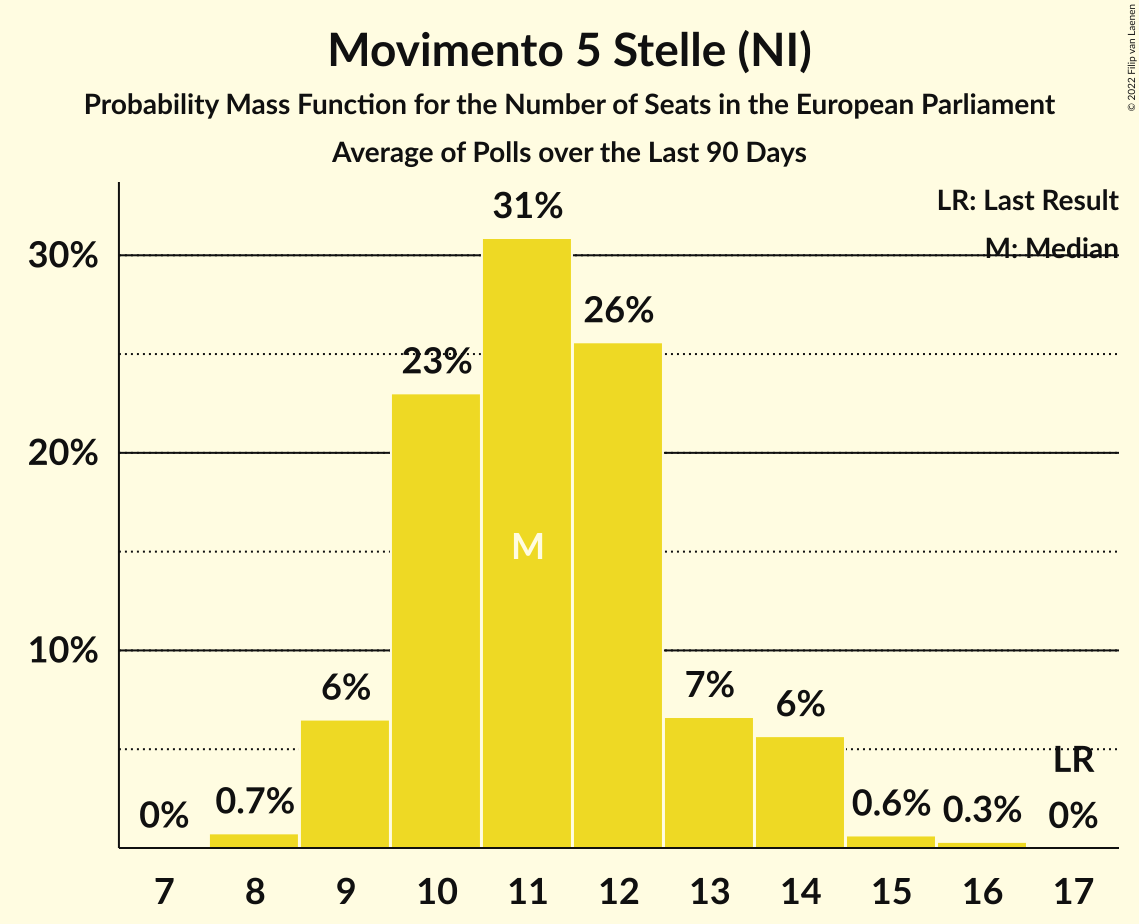 Movimento 5 Stelle (NI)
Probability Mass Function for the Number of Seats in the European Parliament
Average of Polls over the Last 90 Days
© 2022 Filip van Laenen
LR: Last Result
M: Median
30%
20%
10%
0%
0.7%
6%
23%
31%
26%
7%
6%
0.6%
0.3%
LR
0%
M
7 8 9 10 11 12 13 14 15 16 17